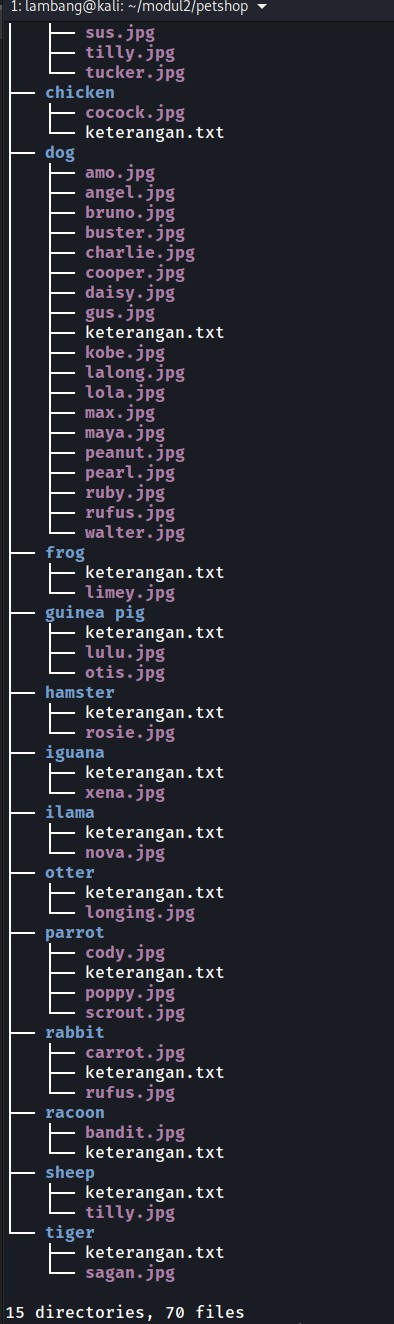 1: lambang@kali: ~/modul2/petshop
sus.jpg
tilly.jpg
tucker.jpg
chicken
cocock.jpg
keterangan.txt
dog
amo.jpg
angel.jpg
bruno.jpg
buster.jpg
charlie.jpg
cooper.jpg
daisy.jpg
gus.jpg
keterangan.txt
kobe.jpg
lalong.jpg
lola.jpg
max.jpg
maya.jpg
peanut.jpg
pearl.jpg
ruby.jpg
rufus.jpg
walter.jpg
frog
keterangan.txt
limey.jpg
guinea pig
keterangan.txt
lulu.jpg
otis.jpg
hamster
keterangan.txt
rosie.jpg
iguana
keterangan.txt
xena.jpg
ilama
keterangan.txt
nova.jpg
otter
keterangan.txt
longing.jpg
parrot
cody.jpg
keterangan.txt
poppy.jpg
scrout.jpg
rabbit
carrot.jpg
keterangan.txt
rufus.jpg
racoon
bandit.jpg
keterangan.txt
sheep
keterangan.txt
tilly.jpg
tiger
keterangan.txt
sagan.jpg
15 directories, 70 files